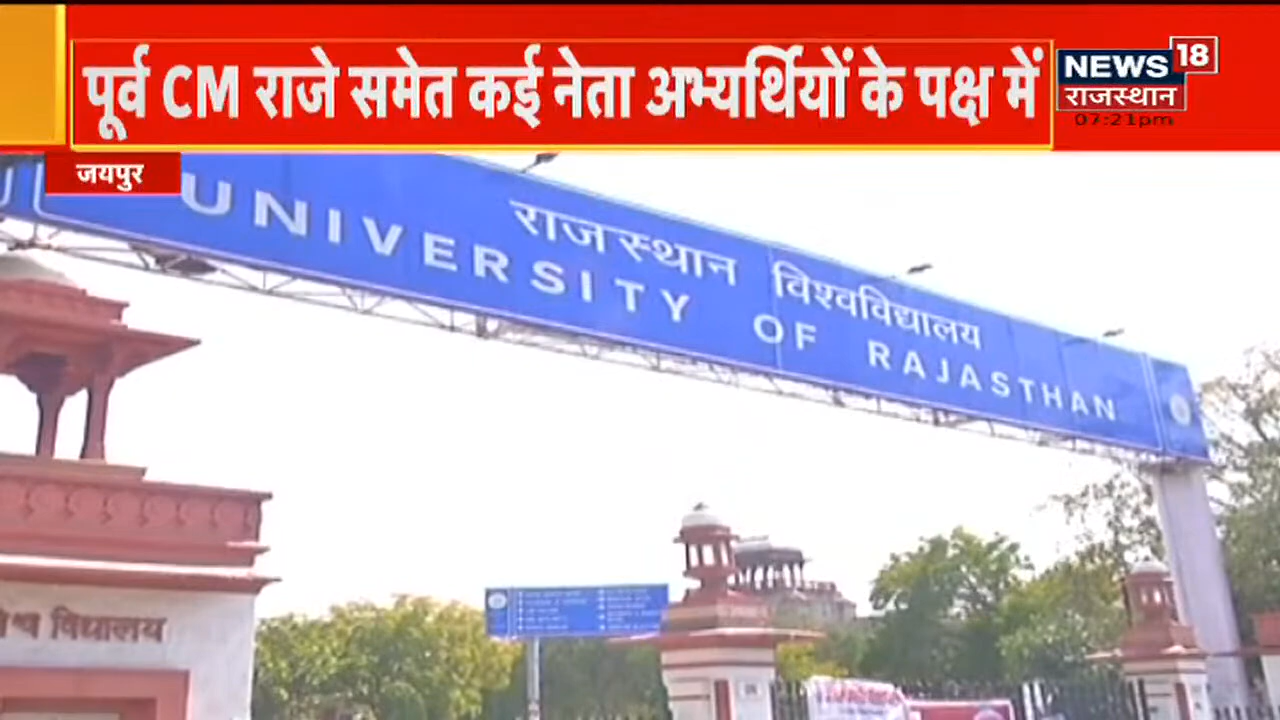 पूर्व CM राजे समेत कई नेता अभ्यर्थियों के पक्ष में
NEWS 18
राजस्थान
07:21pm
जयपुर
राजस्थान विश्वविद्यालय
UNIVERSITY OF RAJASTHAN
विद्यालय